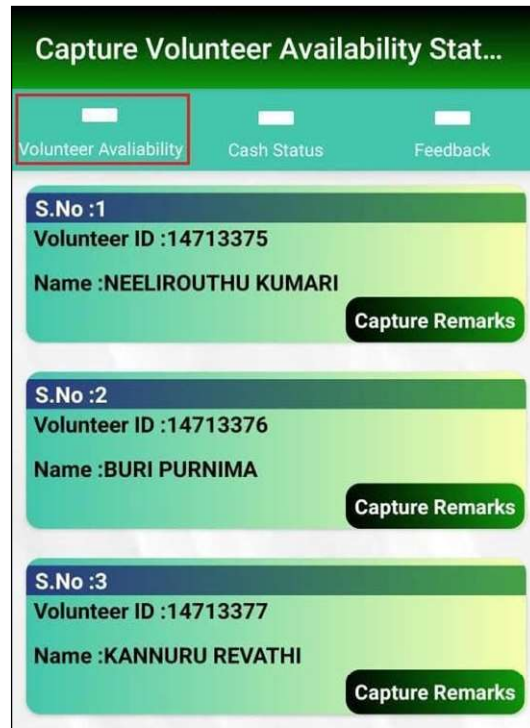 Capture Volunteer Availability Stat...
Volunteer Avaliability Cash Status Feedback
S.No :1
Volunteer ID :14713375
Name :NEELIROUTHU KUMARI
Capture Remarks
S.No :2
Volunteer ID :14713376
Name :BURI PURNIMA
Capture Remarks
S.No :3
Volunteer ID :14713377
Name :KANNURU REVATHI
Capture Remarks